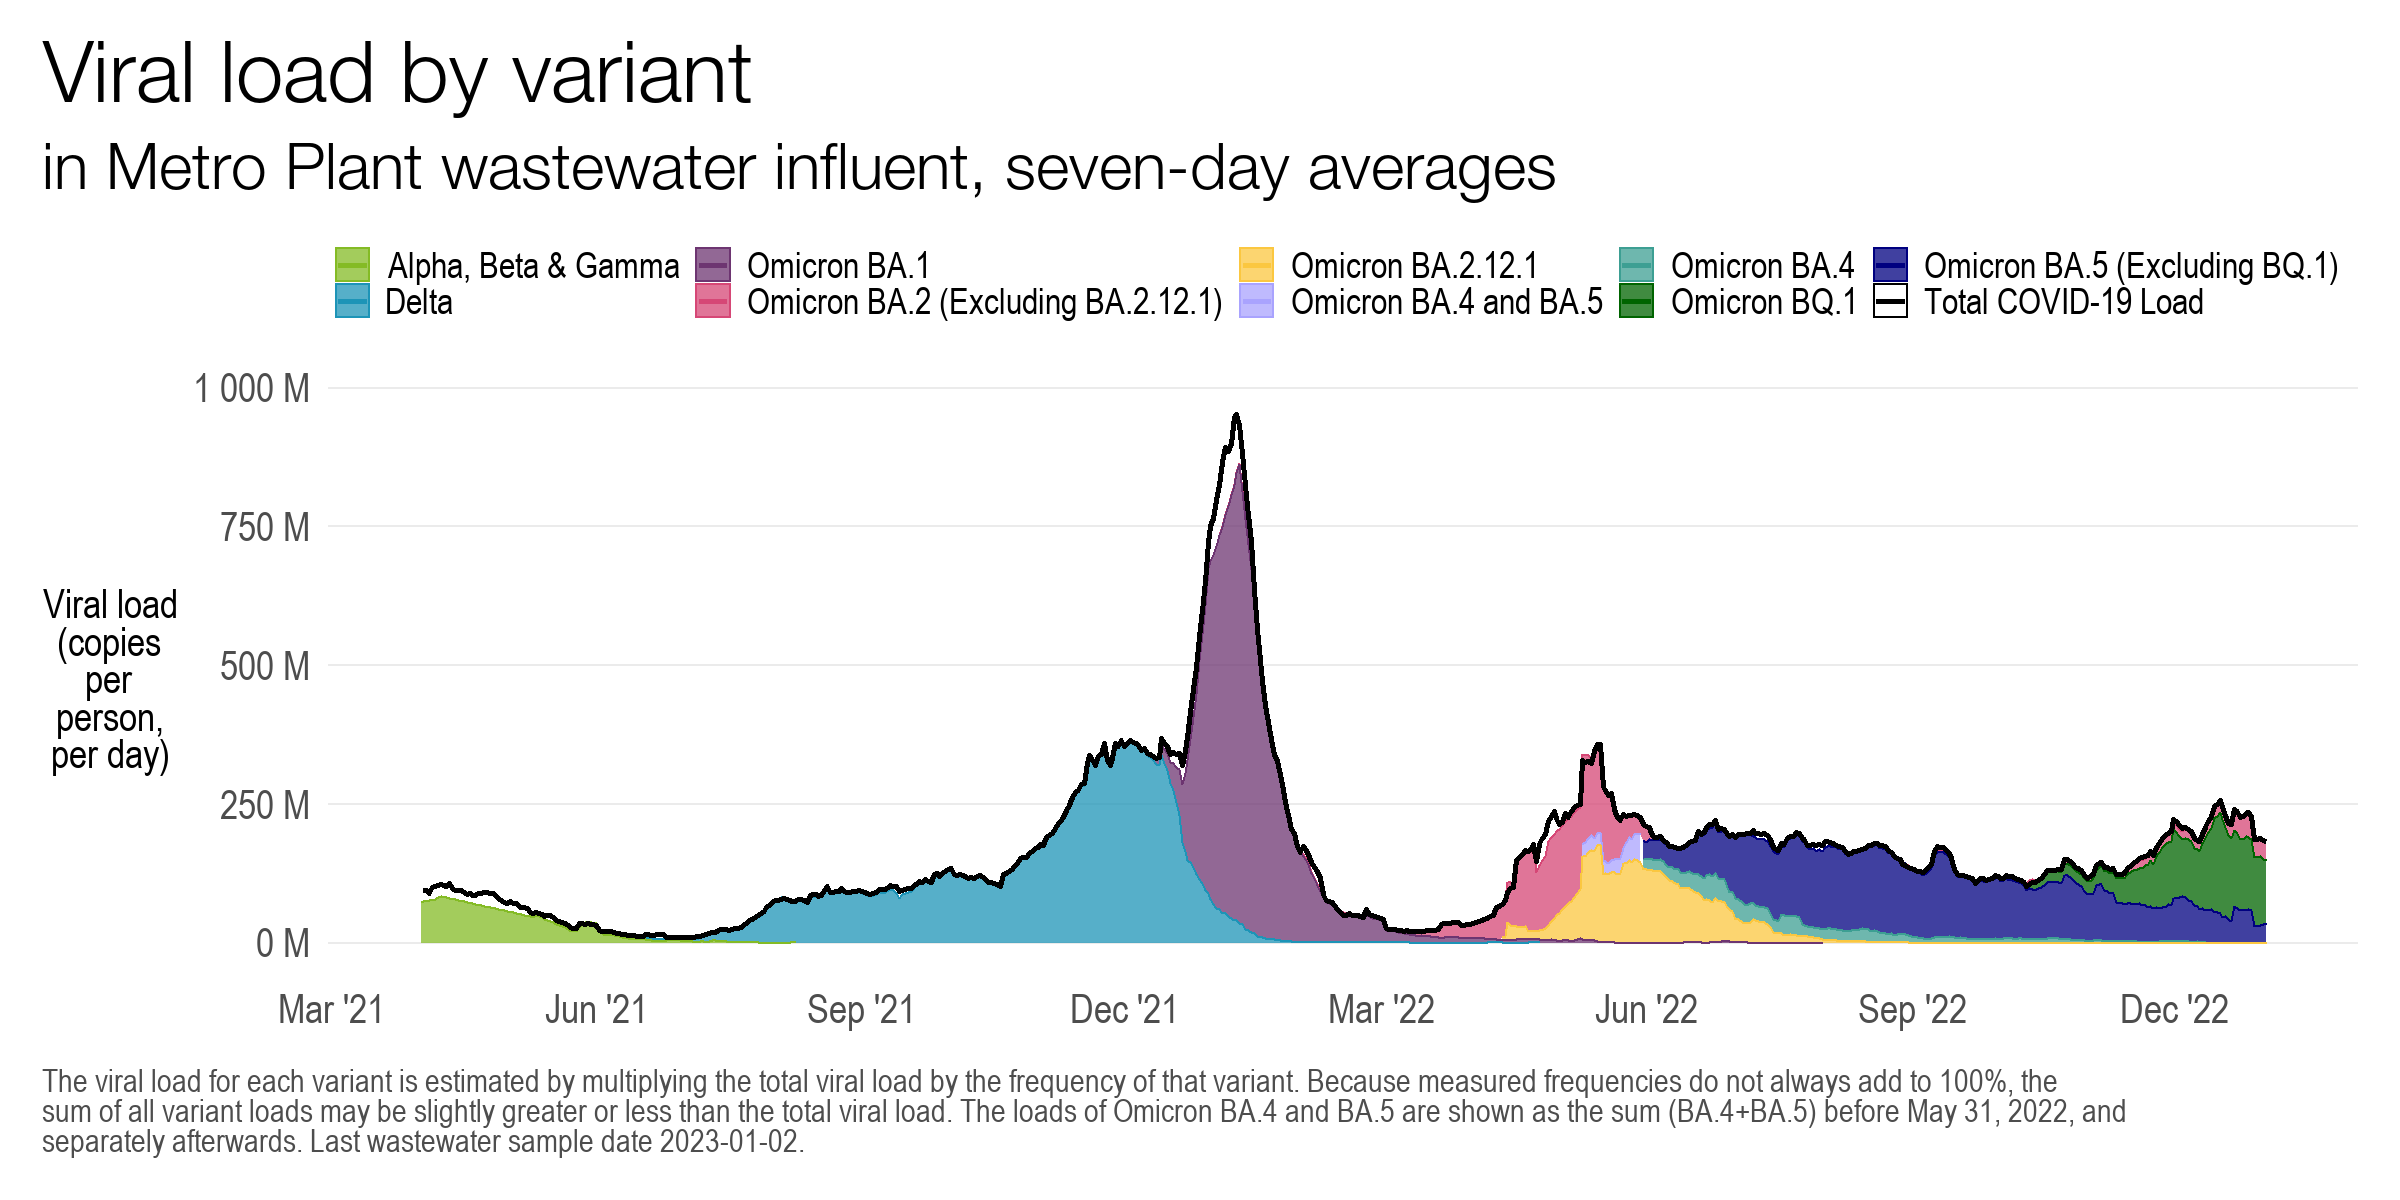 Viral load by variant
in Metro Plant wastewater influent, seven-day averages
Alpha, Beta & Gamma Omicron BA.1 Omicron BA.2.12.1 Omicron BA.4 Omicron BA.5 (Excluding BQ.1)
Delta Omicron BA.2 (Excluding BA.2.12.1) Omicron BA.4 and BA.5 Omicron BQ.1 Total COVID-19 Load
1 000 M
750 M
500 M
250 M
0 M
Viral load
(copies
per
person,
per day)
Mar '21 Jun '21 Sep '21 Dec '21 Mar '22 Jun '22 Sep '22 Dec '22
The viral load for each variant is estimated by multiplying the total viral load by the frequency of that variant. Because measured frequencies do not always add to 100%, the
sum of all variant loads may be slightly greater or less than the total viral load. The loads of Omicron BA.4 and BA.5 are shown as the sum (BA.4+BA.5) before May 31, 2022, and
separately afterwards. Last wastewater sample date 2023-01-02.